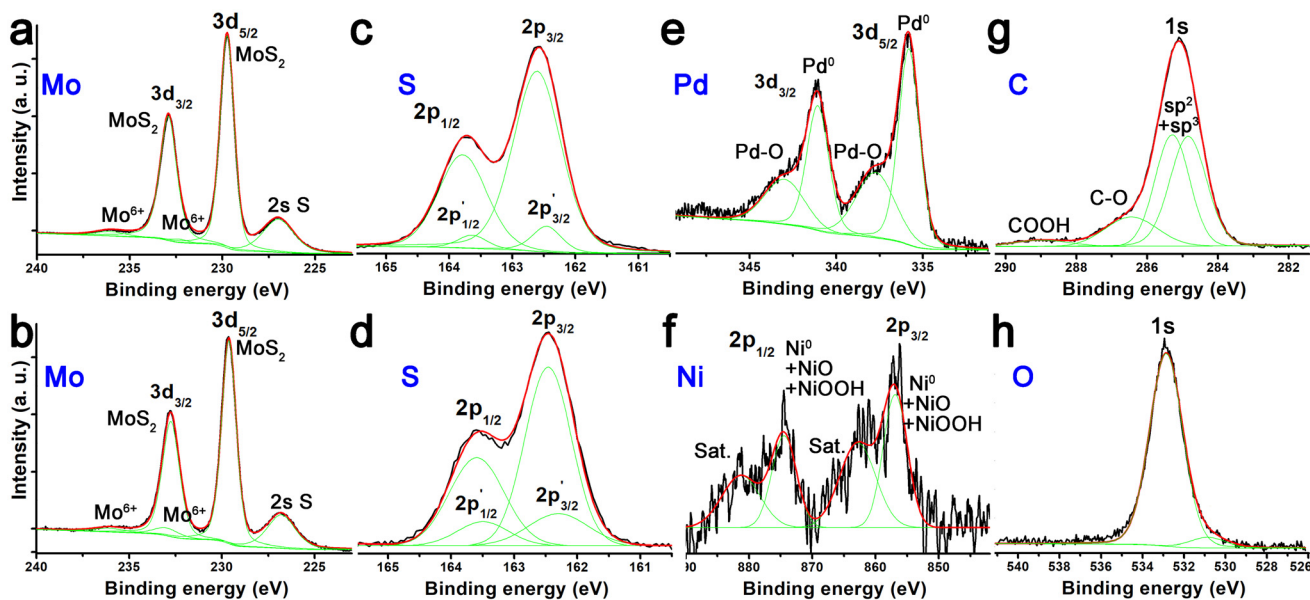 a
Mo
3d5/2
MoS2
3d3/2
MoS2
Mo6+
Mo6+
2s S
Intensity (a. u.)
240 235 230 225
Binding energy (eV)
c
S
2p3/2
2p1/2
2p'1/2
2p'3/2
165 164 163 162 161
Binding energy (eV)
e
Pd
3d5/2
Pd0
Pd0
3d3/2
Pd-O
Pd-O
345 340 335
Binding energy (eV)
g
C
1s
sp2
+sp3
C-O
COOH
290 288 286 284 282
Binding energy (eV)
b
Mo
3d5/2
MoS2
3d3/2
MoS2
Mo6+
Mo6+
2s S
Intensity (a. u.)
240 235 230 225
Binding energy (eV)
d
S
2p3/2
2p1/2
2p'1/2
2p'3/2
164 163 162 161
Binding energy (eV)
f
Ni
2p1/2
Ni0
+NiO
+NiOOH
2p3/2
Ni0
+NiO
+NiOOH
Sat.
Sat.
890 880 870 860 850
Binding energy (eV)
h
O
1s
540 538 536 534 532 530 528 526
Binding energy (eV)